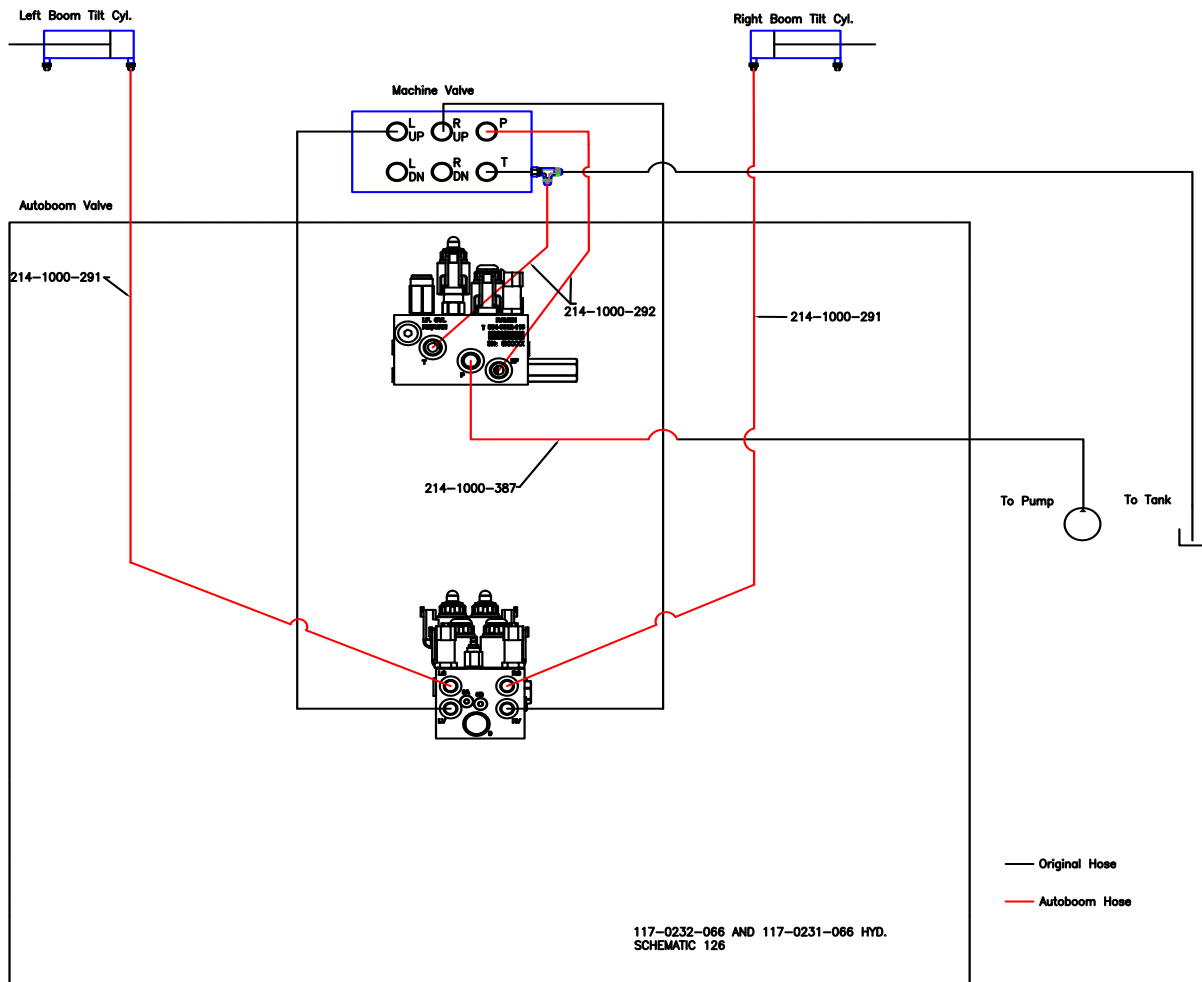 Left Boom Tilt Cyl.
Right Boom Tilt Cyl.
Machine Valve
L UP
R UP
P
L DN
R DN
T
Autoboom Valve
214-1000-291
214-1000-292
214-1000-291
T
P
214-1000-387
To Pump
To Tank
Original Hose
Autoboom Hose
117-0232-066 AND 117-0231-066 HYD.
SCHEMATIC 126